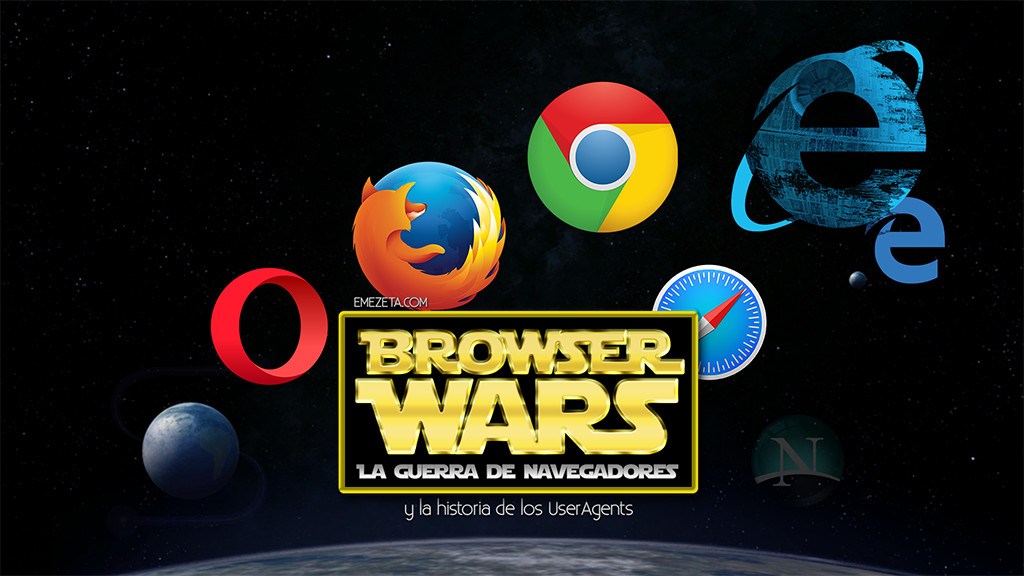 EMEZETA.COM
BROWSER
WARS
LA GUERRA DE NAVEGADORES
y la historia de los UserAgents
e
e
N